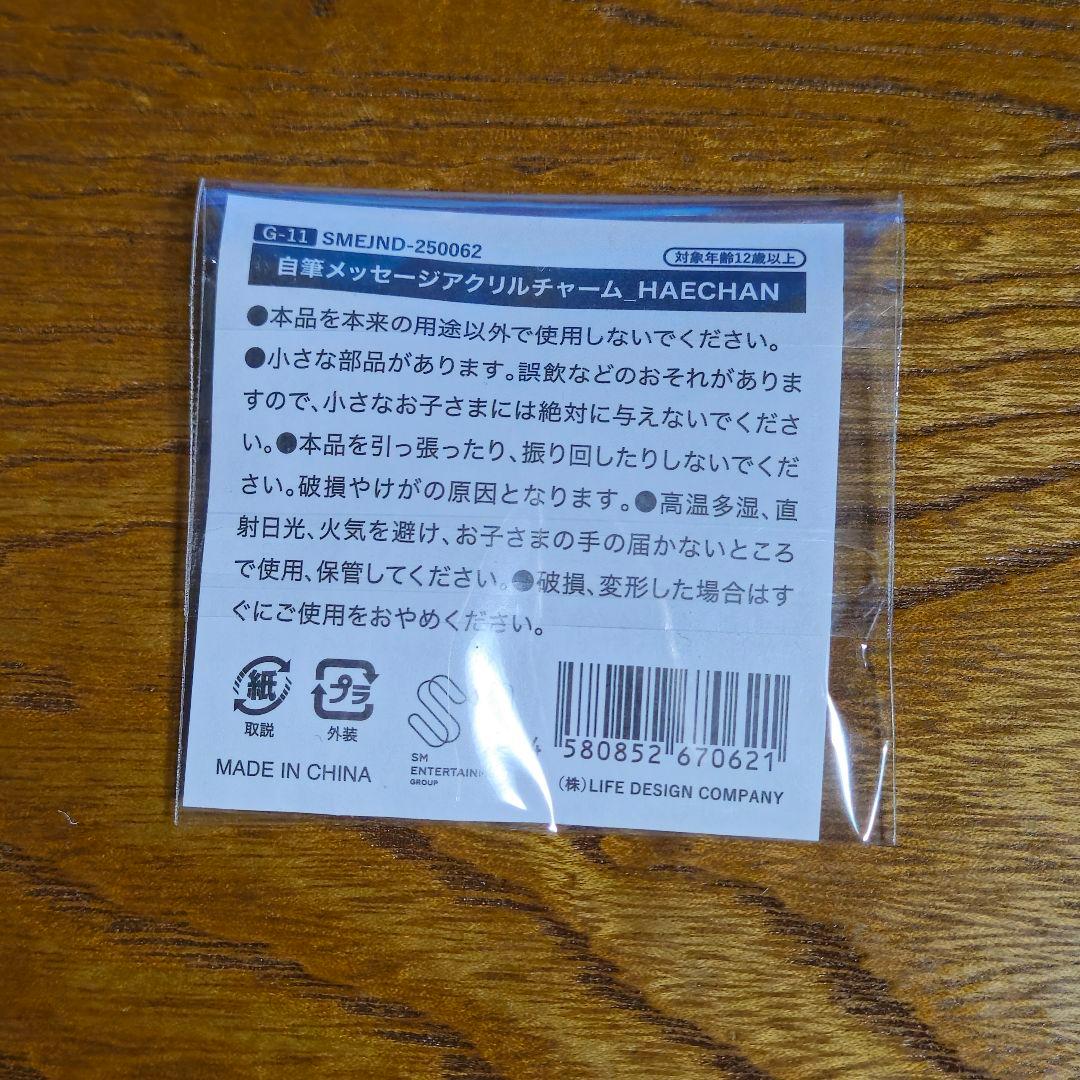 G-11 SMEJND-250062
対象年齢12歳以上
自筆メッセージアクリルチャーム_HAECHAN
●本品を本来の用途以外で使用しないでください。
●小さな部品があります。誤飲などのおそれがありま
すので、小さなお子さまには絶対に与えないでくださ
い。●本品を引っ張ったり、振り回したりしないでくだ
さい。破損やけがの原因となります。●高温多湿、直
射日光、火気を避け、お子さまの手の届かないところ
で使用、保管してください。●破損、変形した場合はす
ぐにご使用をおやめください。
紙
取説
プラ
外装
MADE IN CHINA
SM
GROUP
4 580852 670621
(株)LIFE DESIGN COMPANY